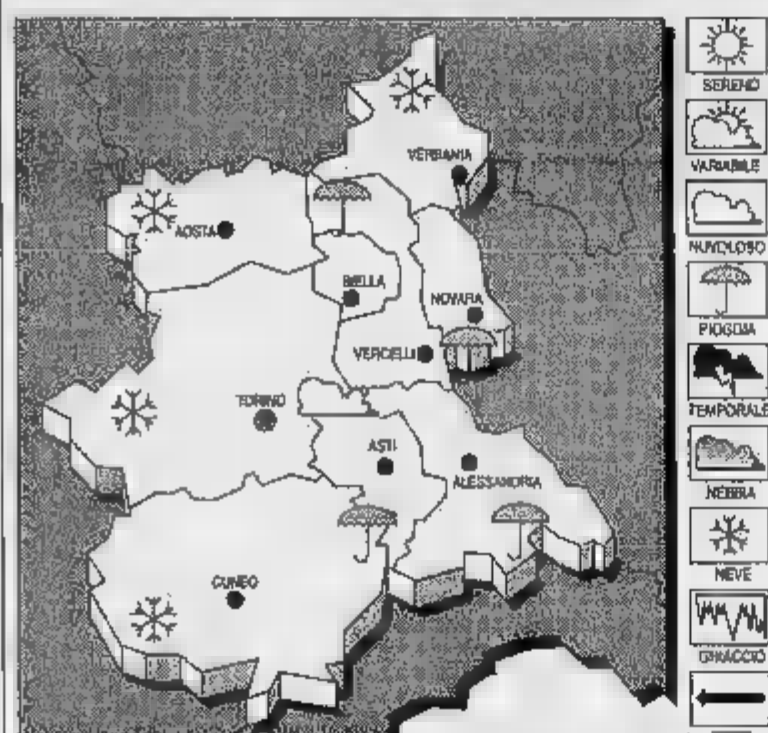 VERBANIA
AOSTA
BIELLA
NOVARA
VERCELLI
TORINO
ASTI
ALESSANDRIA
CUNEO
SERENO
VARIABILE
NUVOLOSO
PIOGGIA
TEMPORALE
NEBBIA
NEVE
GHIACCIO